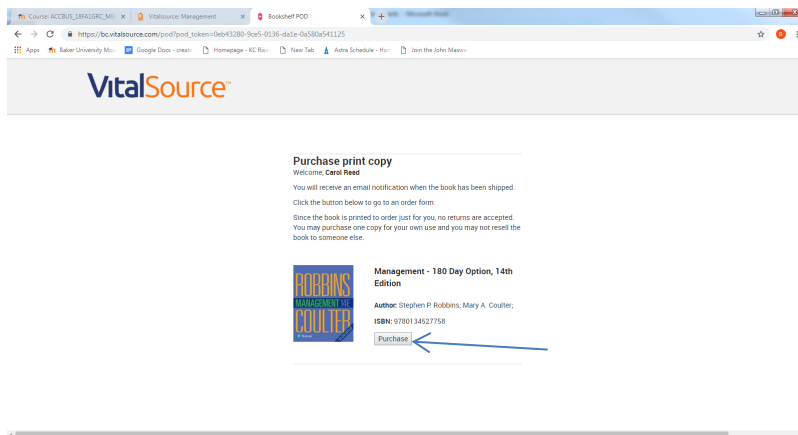 Course: ACCBUS_18FA1GRC_M
Vitalsource: Management
Bookshelf POD
https://bc.vitalsource.com/pod?pod_token=0eb43280-9ce5-0136-da1e-0a580a541125
Apps
Baker University Moo
Google Docs - create
Homepage - KC Regi
New Tab
Astra Schedule - Hom
Join the John Maxwe
VitalSource
Purchase print copy
Welcome, Carol Reed
You will receive an email notification when the book has been shipped.
Click the button below to go to an order form.
Since the book is printed to order just for you, no returns are accepted.
You may purchase one copy for your own use and you may not resell the
book to someone else.
ROBBINS
MANAGEMENT 14E
COULTER
Management - 180 Day Option, 14th
Edition
Author: Stephen P. Robbins; Mary A. Coulter;
ISBN: 9780134527758
Purchase